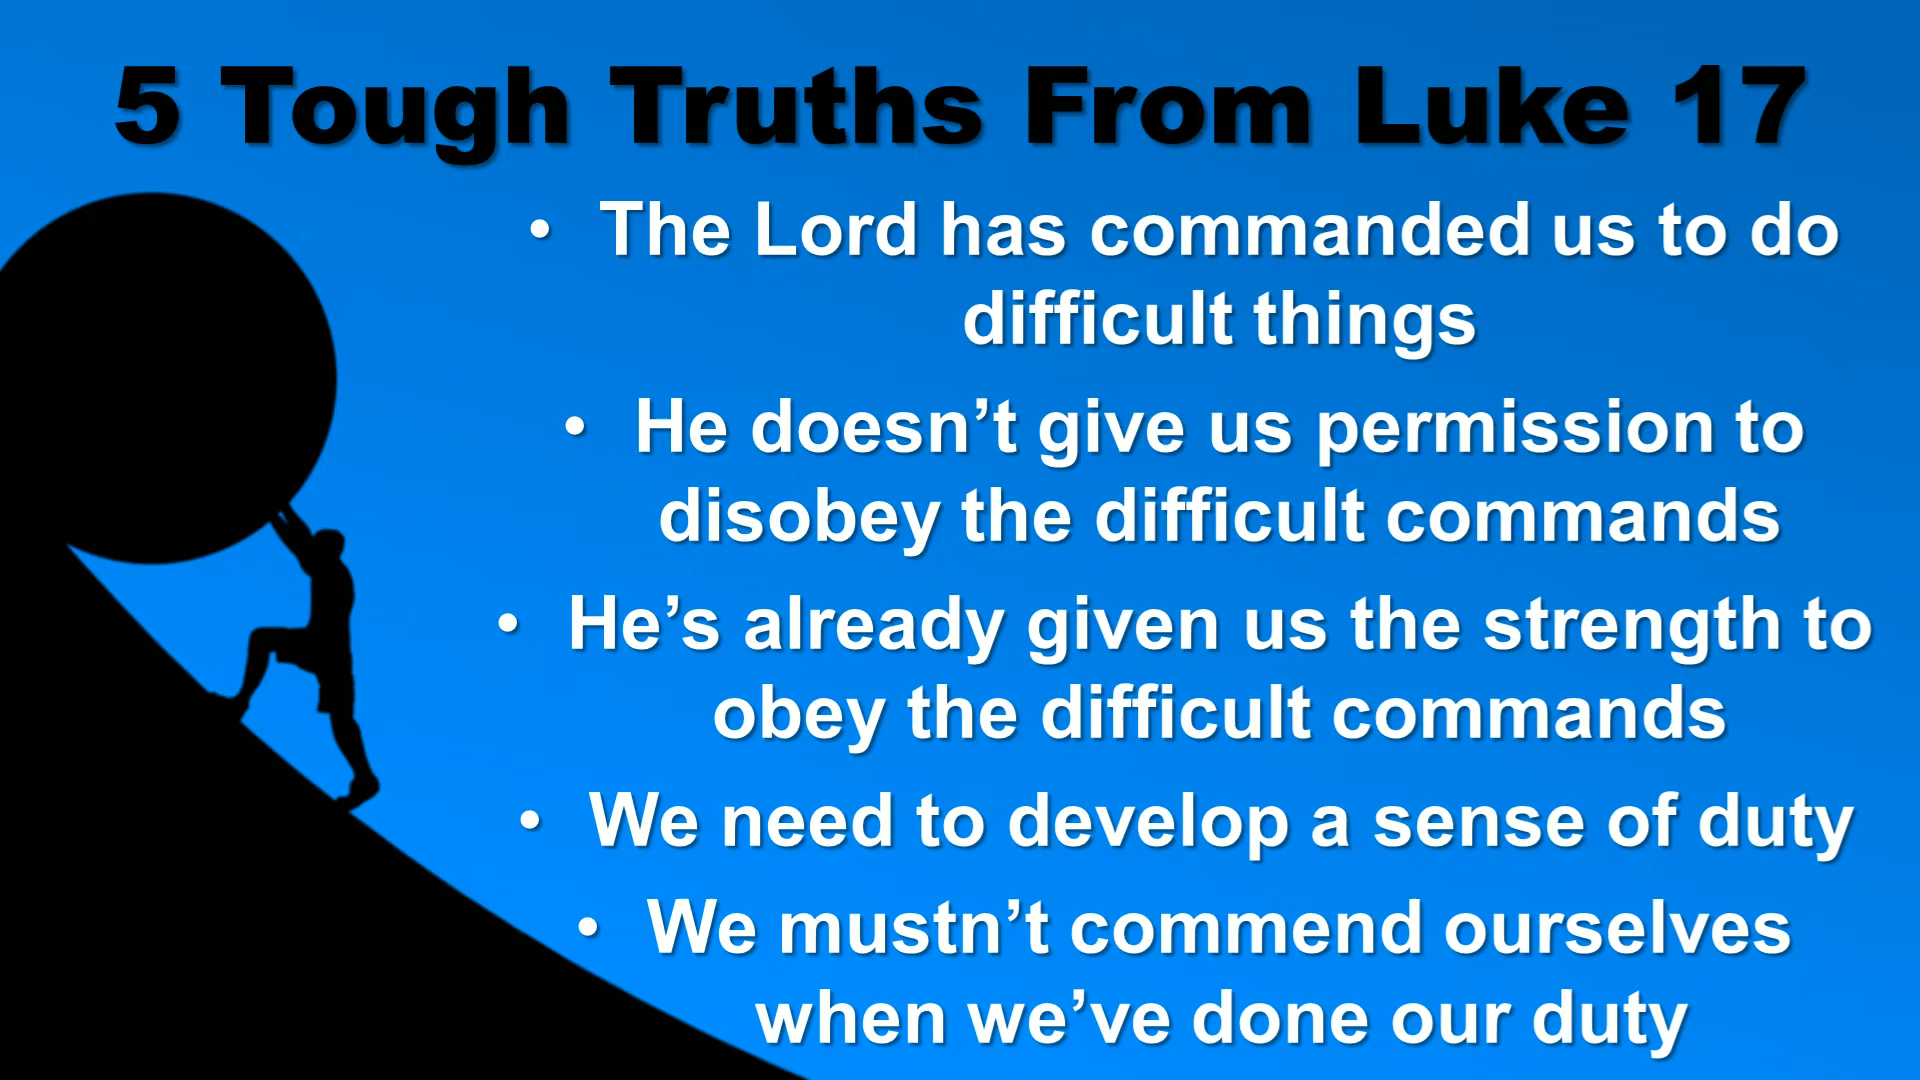 5 Tough Truths From Luke 17
• The Lord has commanded us to do
difficult things
• He doesn’t give us permission to
disobey the difficult commands
• He’s already given us the strength to
obey the difficult commands
• We need to develop a sense of duty
• We mustn’t commend ourselves
when we’ve done our duty